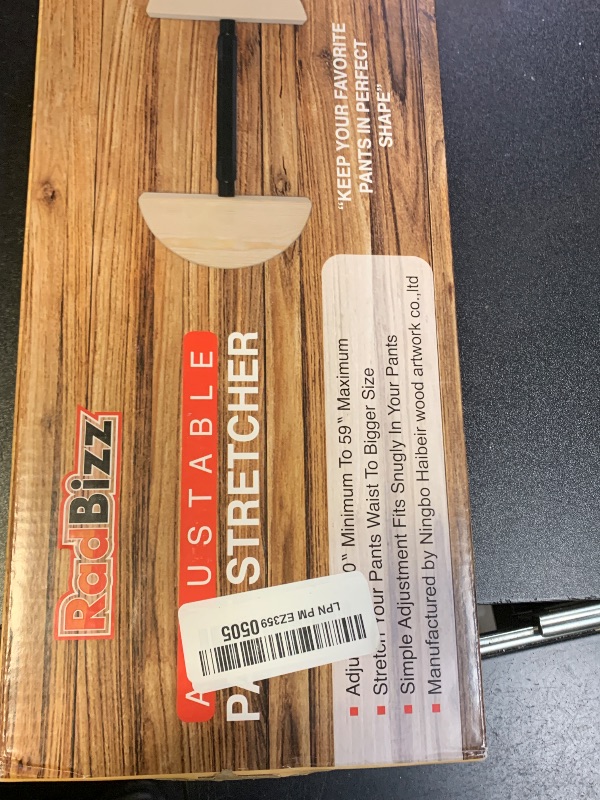 RadBizz
A USTABLE
PA STRETCHER
"KEEP YOUR FAVORITE
PANTS IN PERFECT
SHAPE"
Adju 0" Minimum To 59" Maximum
Stretch Your Pants Waist To Bigger Size
Simple Adjustment Fits Snugly In Your Pants
Manufactured by Ningbo Haibeir wood artwork co.,ltd
LPN PM EZ359 0505